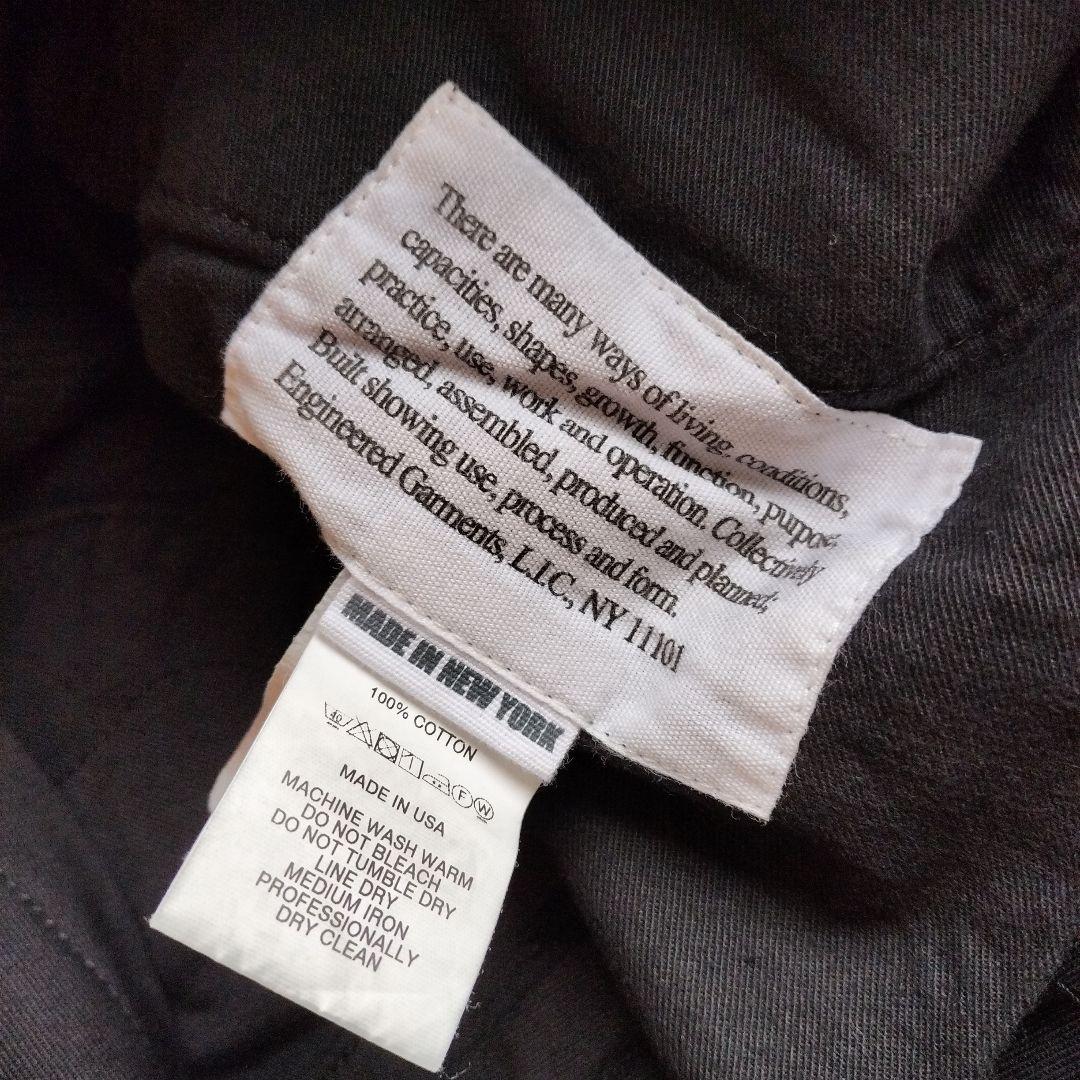 There are many ways of living, conditions,
capacities, shapes, growth, function, purpose,
practice, use, work and operation. Collectively
arranged, assembled, produced and planned;
Built showing use, process and form.
Engineered Garments, L.I.C., NY 11101
MADE IN NEW YORK
100% COTTON
40 F W
MADE IN USA
MACHINE WASH WARM
DO NOT BLEACH
DO NOT TUMBLE DRY
LINE DRY
MEDIUM IRON
PROFESSIONALLY
DRY CLEAN